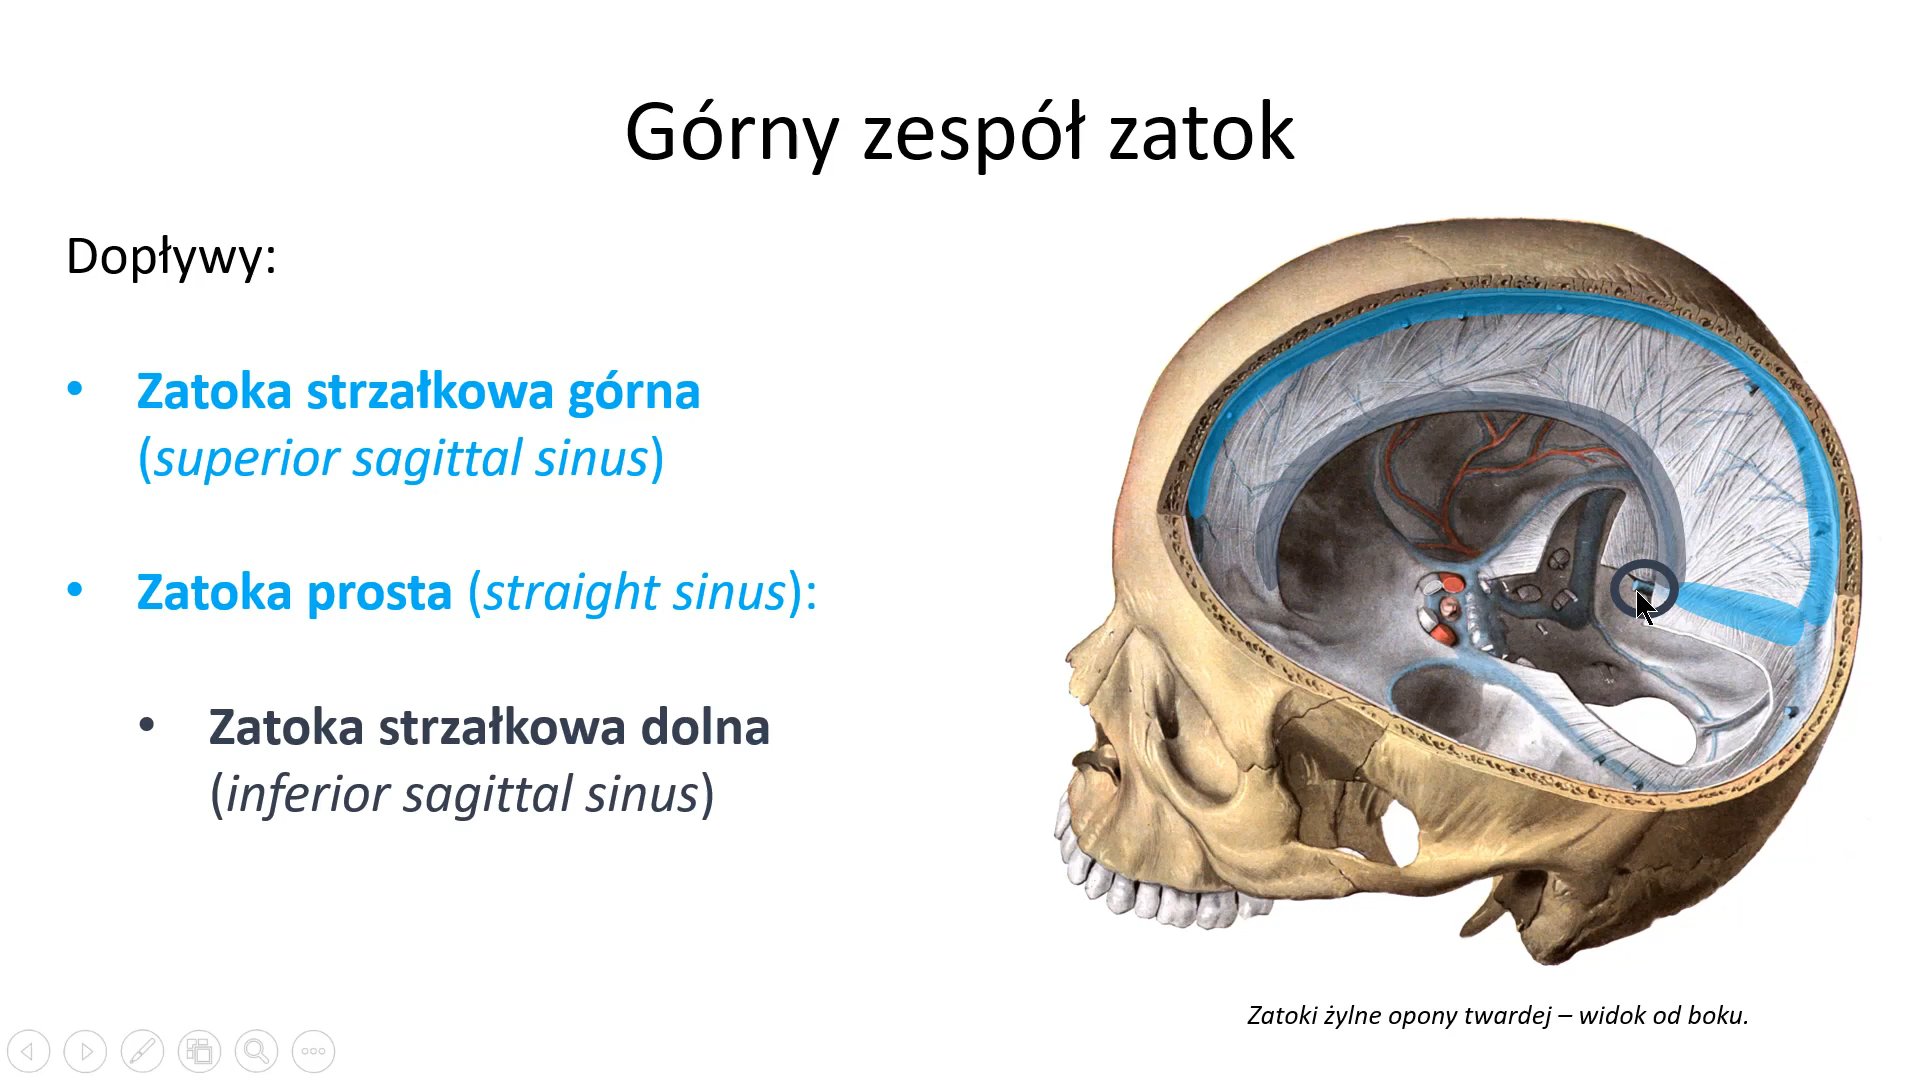 Górny zespół zatok
Dopływy:
• Zatoka strzałkowa górna
(superior sagittal sinus)
• Zatoka prosta (straight sinus):
• Zatoka strzałkowa dolna
(inferior sagittal sinus)
Zatoki żylne opony twardej – widok od boku.